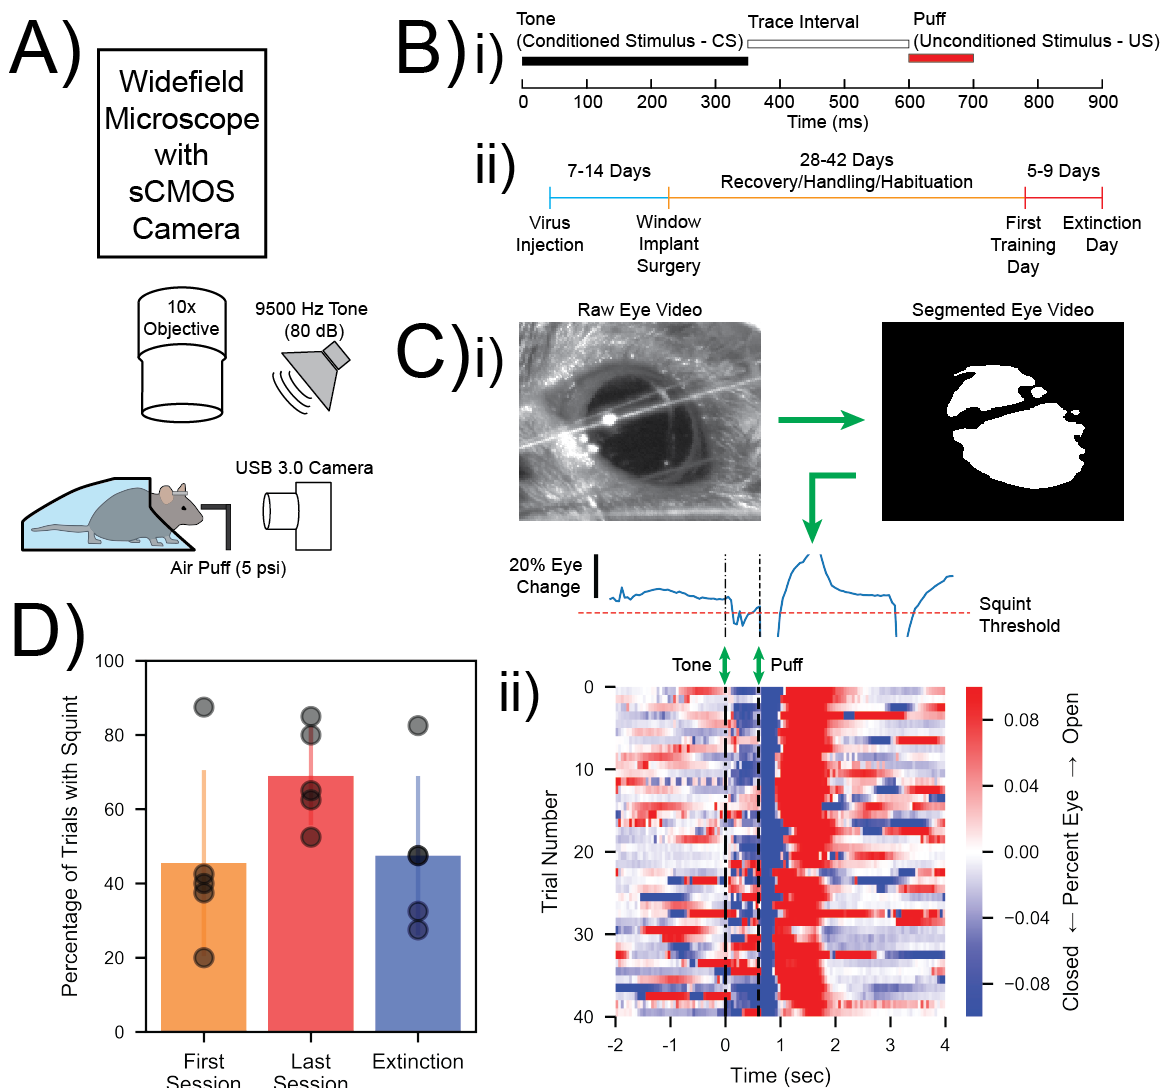 A)
Widefield
Microscope
with
sCMOS
Camera
10x
Objective
9500 Hz Tone
(80 dB)
USB 3.0 Camera
Air Puff (5 psi)
B)
i)
Tone
(Conditioned Stimulus - CS)
Trace Interval
Puff
(Unconditioned Stimulus - US)
0 100 200 300 400 500 600 700 800 900
Time (ms)
ii)
7-14 Days
28-42 Days
Recovery/Handling/Habituation
5-9 Days
Virus
Injection
Window
Implant
Surgery
First
Training
Day
Extinction
Day
C)
i)
Raw Eye Video
Segmented Eye Video
20% Eye
Change
Squint
Threshold
Tone
Puff
ii)
0
10
20
30
40
Trial Number
-2 -1 0 1 2 3 4
Time (sec)
0.08
0.04
0.00
−0.04
−0.08
Closed ← Percent Eye → Open
D)
100
80
60
40
20
0
Percentage of Trials with Squint
First
Session
Last
Session
Extinction